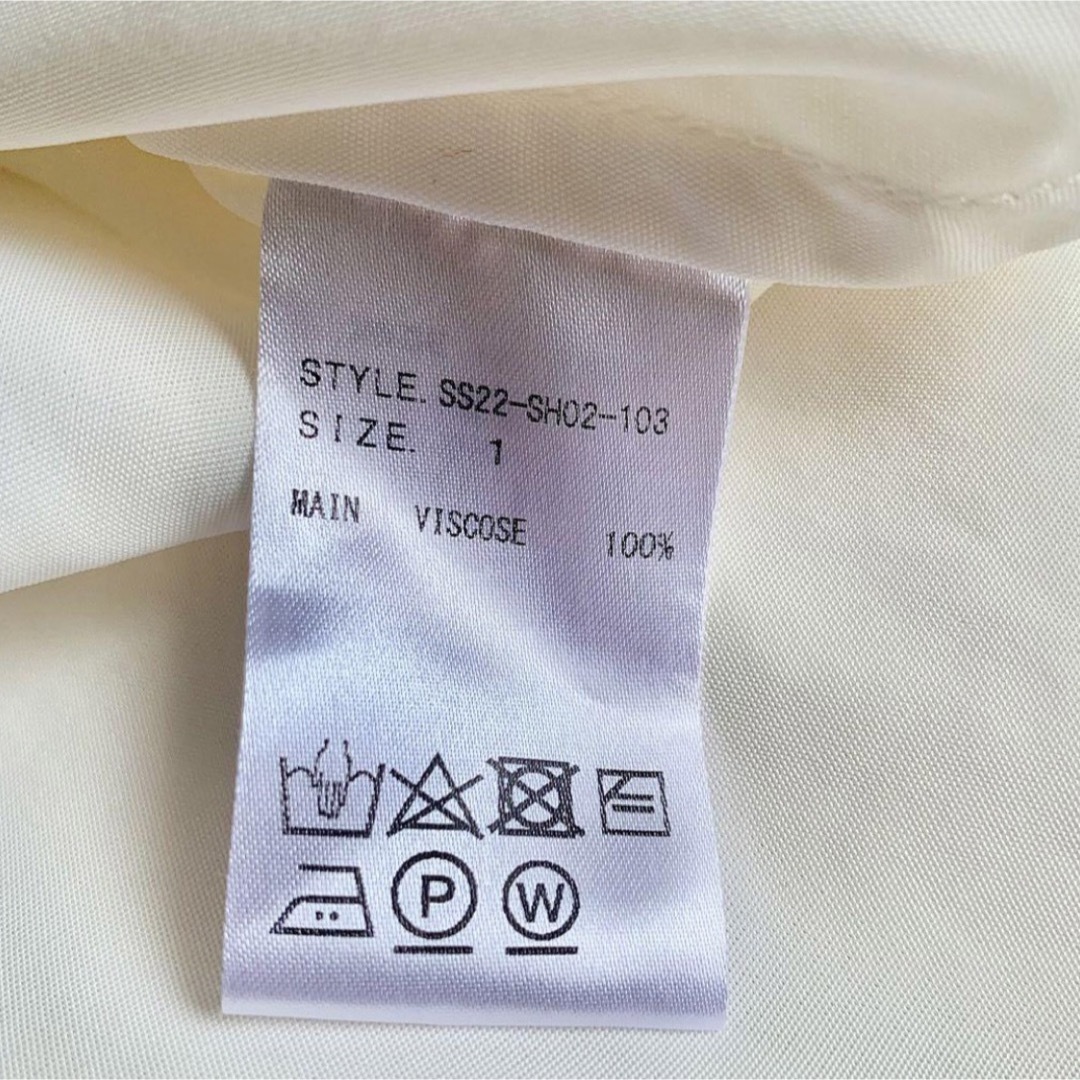 STYLE. SS22-SH02-103
SIZE. 1
MAIN VISCOSE 100%
P W